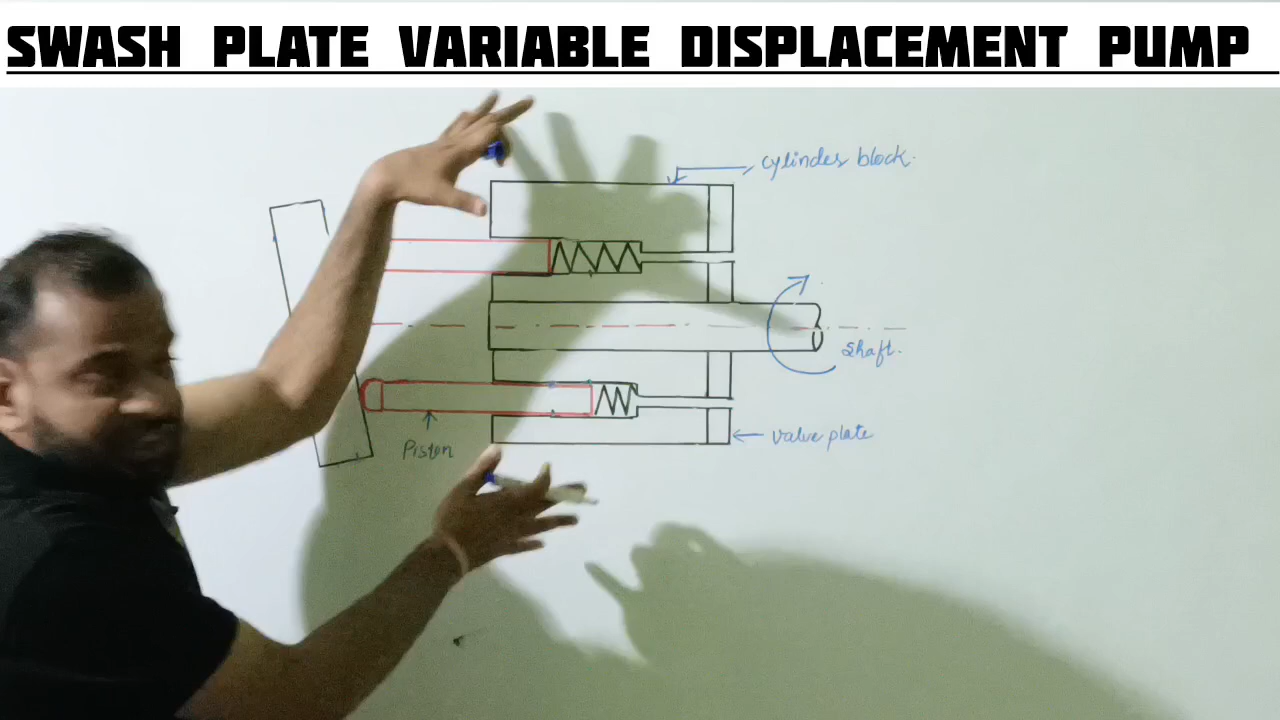 SWASH PLATE VARIABLE DISPLACEMENT PUMP
cylinder block.
shaft.
Piston
valve plate